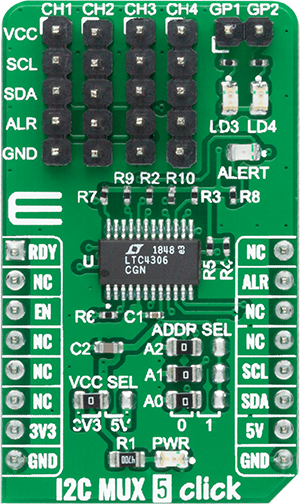 CH1 CH2 CH3 CH4 GP1 GP2
VCC
SCL
SDA
ALR
GND
LD3 LD4
ALERT
R9 R2 R10
R7 R3 R8
U
1848
LTC4306
CGN
R5 R4
R6 C1
RDY
NC
EN
NC
NC
NC
3V3
GND
NC
ALR
NC
NC
SCL
SDA
5V
GND
C2
ADDR SEL
A2
A1
A0
0 1
VCC SEL
3V3 5V
R1 PWR
I2C MUX 5 click